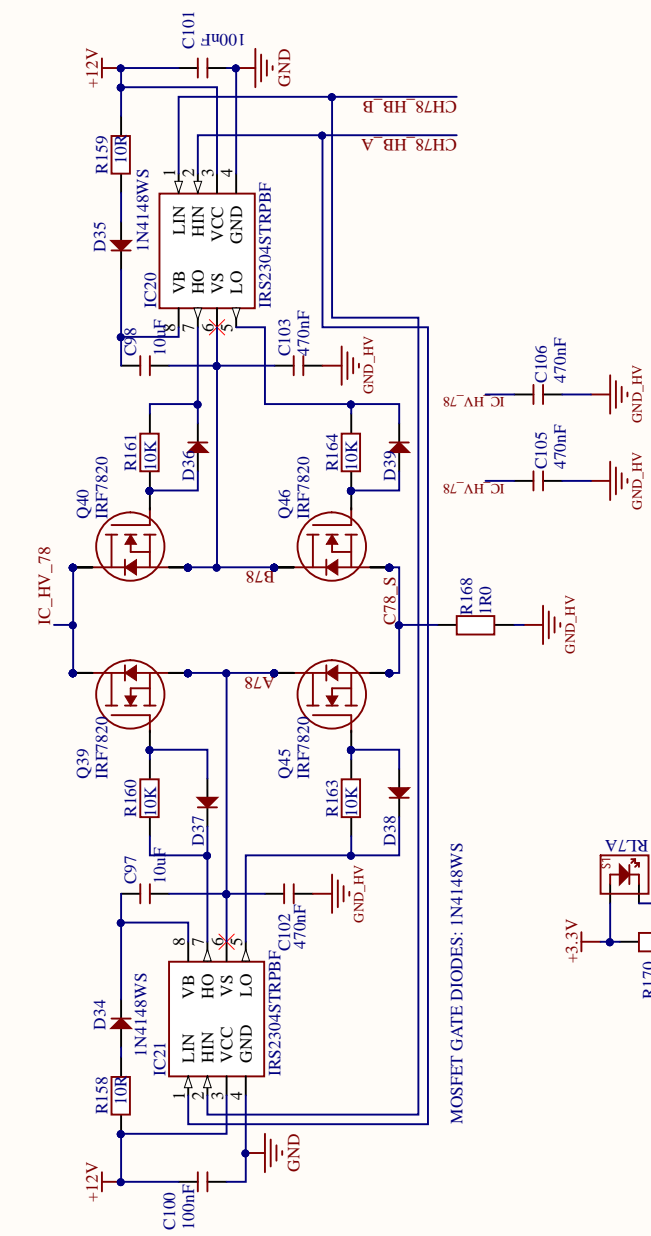 C101
100nF
+12V
GND
CH78_HB_B
CH78_HB_A
R159
10R
1
2
3
4
D35
1N4148WS
LIN
HIN
VCC
GND
IRS2304STRPBF
IC20
VB
HO
VS
LO
8
7
6
5
C98
10uF
C103
470nF
GND_HV
C106
470nF
IC_HV_78
GND_HV
R161
10K
D36
R164
10K
D39
C105
470nF
IC_HV_78
GND_HV
Q40
IRF7820
Q46
IRF7820
IC_HV_78
B78
C78_S
R168
1R0
GND_HV
A78
Q39
IRF7820
Q45
IRF7820
R160
10K
D37
R163
10K
D38
C97
10uF
GND_HV
C102
470nF
8
7
6
5
D34
1N4148WS
VB
HO
VS
LO
IRS2304STRPBF
IC21
LIN
HIN
VCC
GND
MOSFET GATE DIODES: 1N4148WS
R158
10R
1
2
3
4
+12V
GND
C100
100nF
RL7A
LS
+3.3V
R170